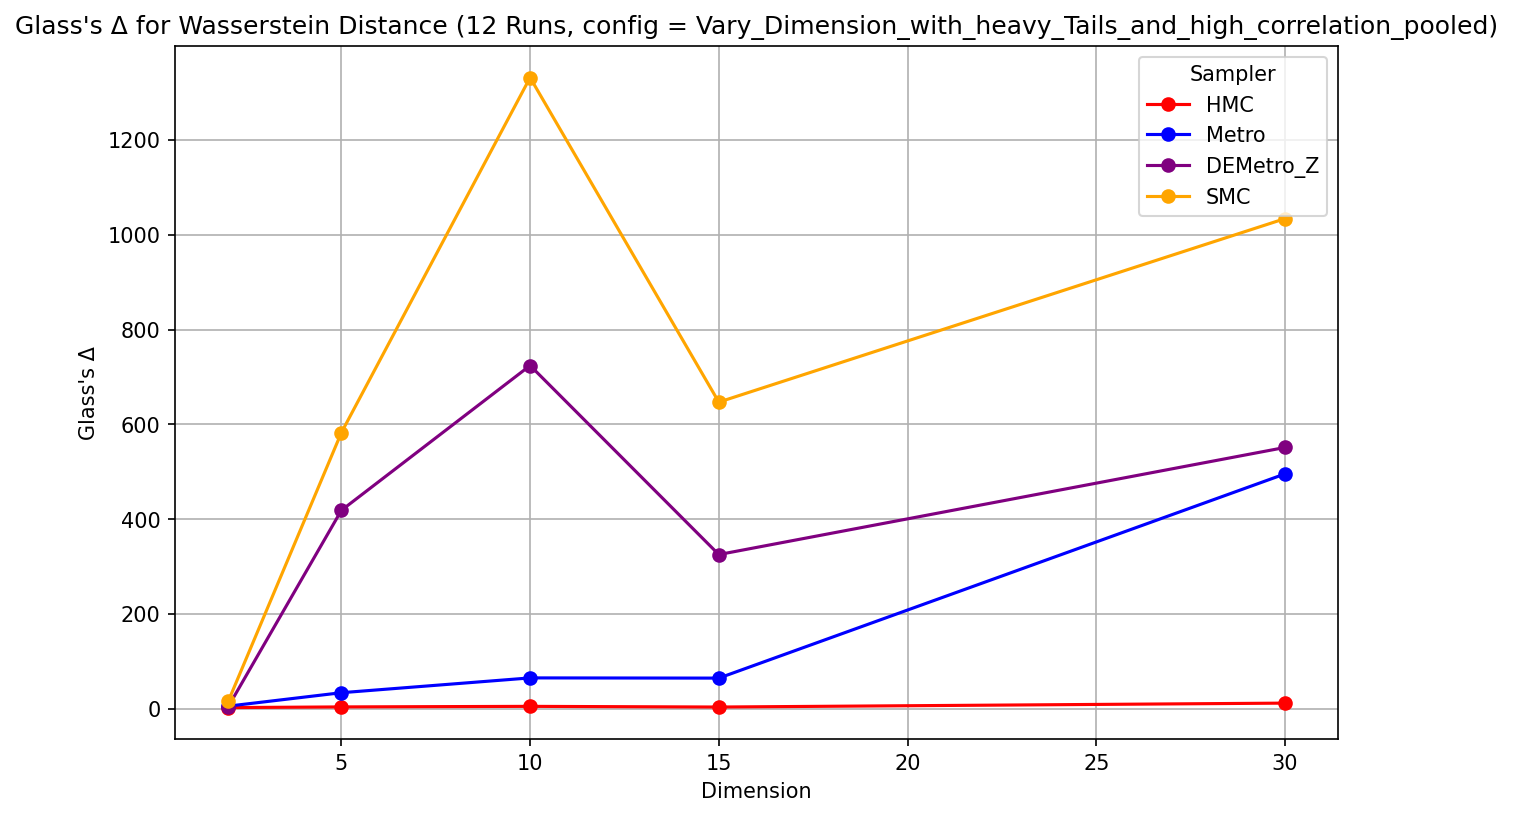 Glass's Δ for Wasserstein Distance (12 Runs, config = Vary_Dimension_with_heavy_Tails_and_high_correlation_pooled)
Sampler
HMC
Metro
DEMetro_Z
SMC
Glass's Δ
1200
1000
800
600
400
200
0
5 10 15 20 25 30
Dimension